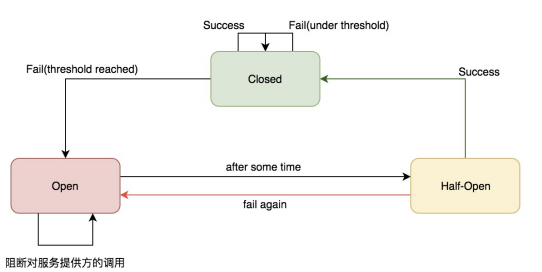 Success
Fail(under threshold)
Closed
Fail(threshold reached)
Success
Open
after some time
fail again
Half-Open
阻断对服务提供方的调用